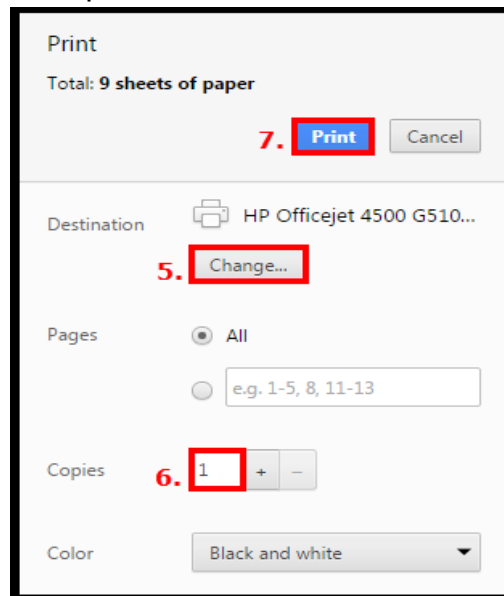 Print
Total: 9 sheets of paper
7. Print Cancel
Destination HP Officejet 4500 G510...
5. Change...
Pages All
e.g. 1-5, 8, 11-13
Copies 6. 1 + –
Color Black and white